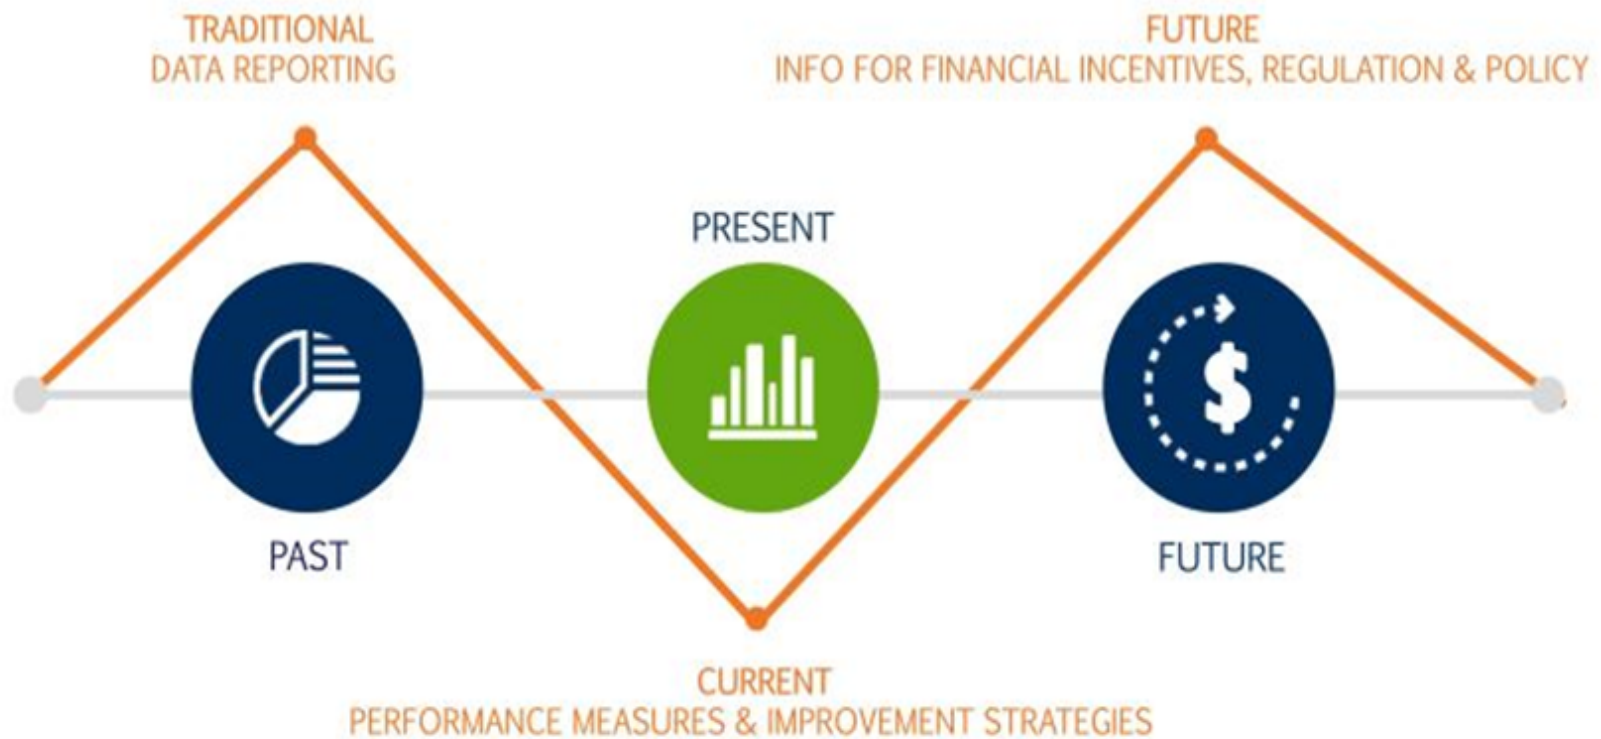 TRADITIONAL
DATA REPORTING
FUTURE
INFO FOR FINANCIAL INCENTIVES, REGULATION & POLICY
PRESENT
$
PAST
FUTURE
CURRENT
PERFORMANCE MEASURES & IMPROVEMENT STRATEGIES